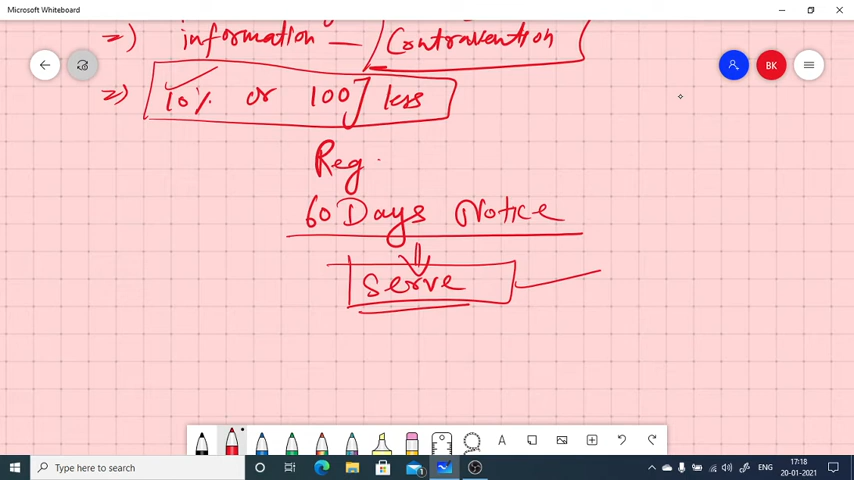 Microsoft Whiteboard
=) information — Contravention
BK
=) 10% or 100] less
Reg.
60 Days Notice
Serve
A
Type here to search
1
ENG
17:18
20-01-2021